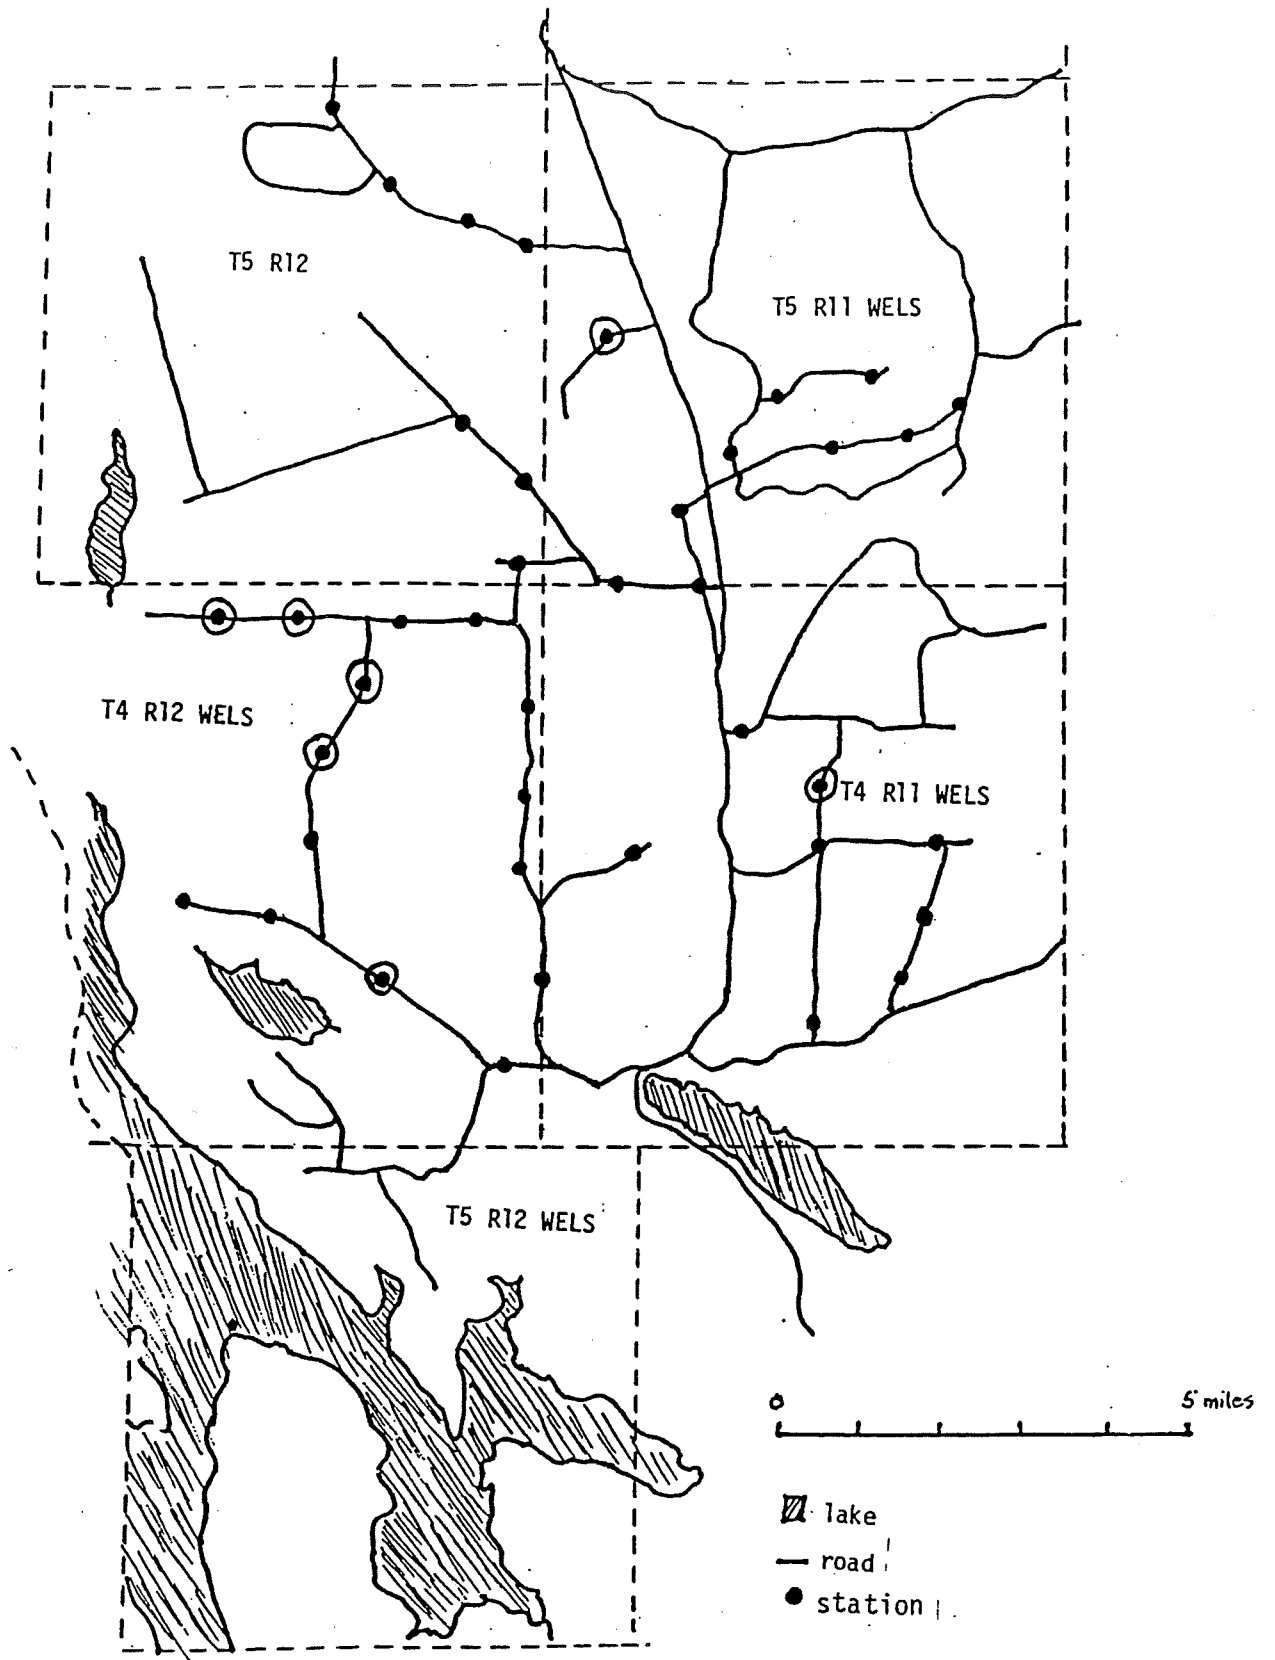 T5 R12
T5 R11 WELS
T4 R12 WELS
T4 R11 WELS
T5 R12 WELS
0 5 miles
lake
road
station